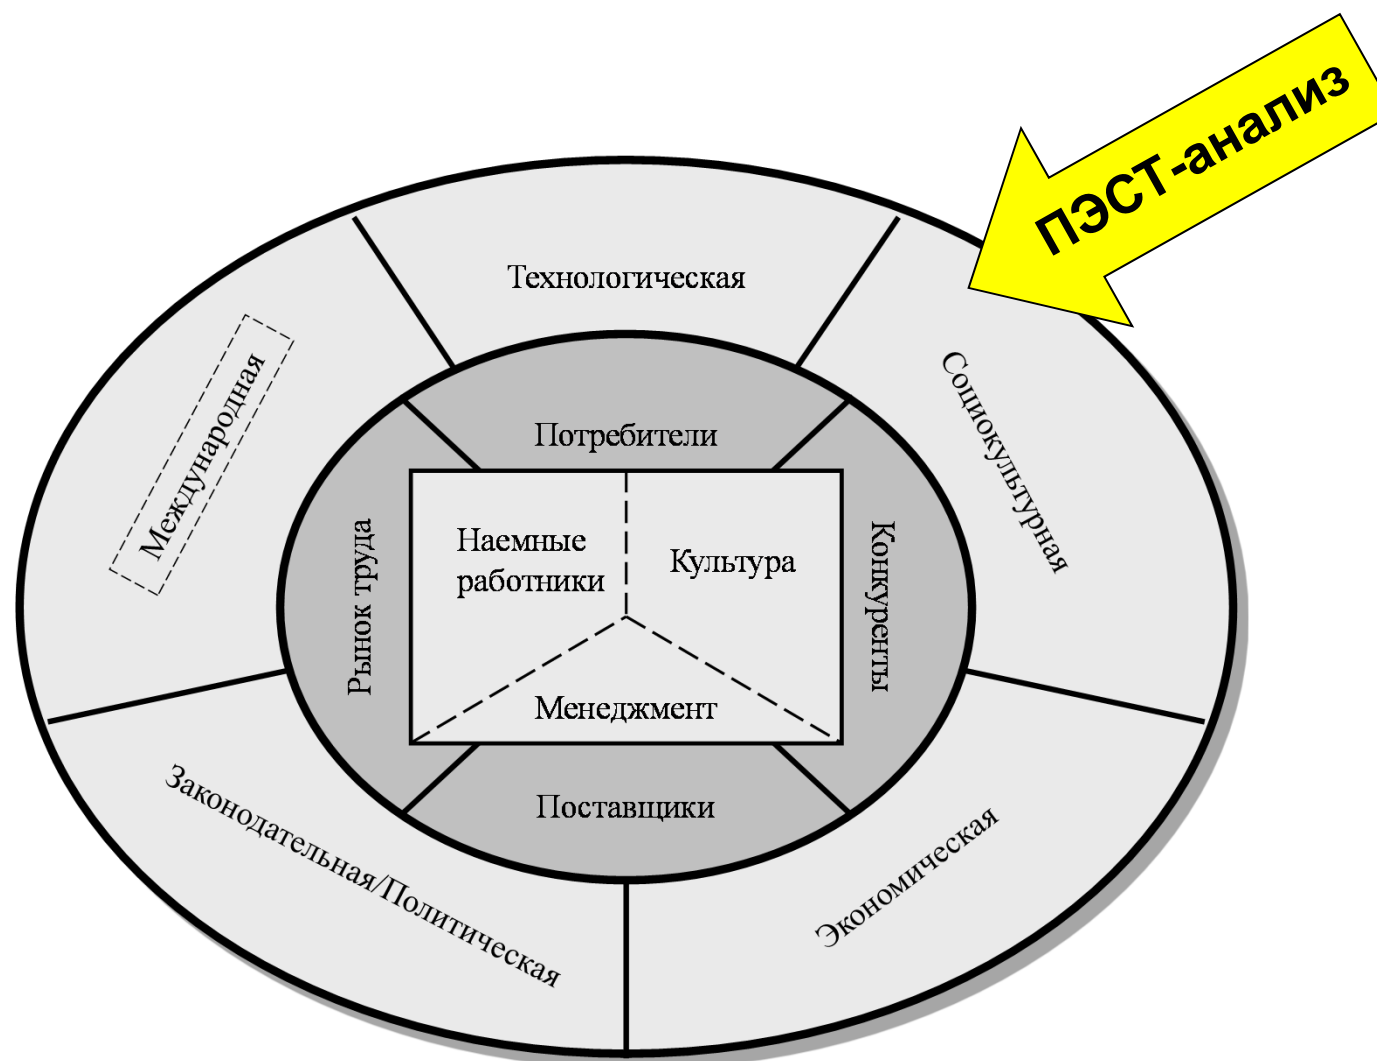 ПЭСТ-анализ
Технологическая
Международная
Социокультурная
Потребители
Рынок труда
Наемные
работники
Культура
Конкуренты
Менеджмент
Поставщики
Законодательная/Политическая
Экономическая